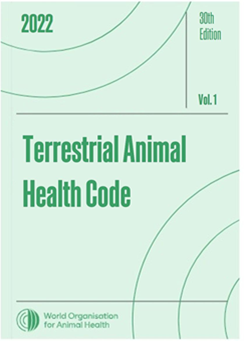 2022
30th
Edition
Vol. 1
Terrestrial Animal
Health Code
World Organisation
for Animal Health